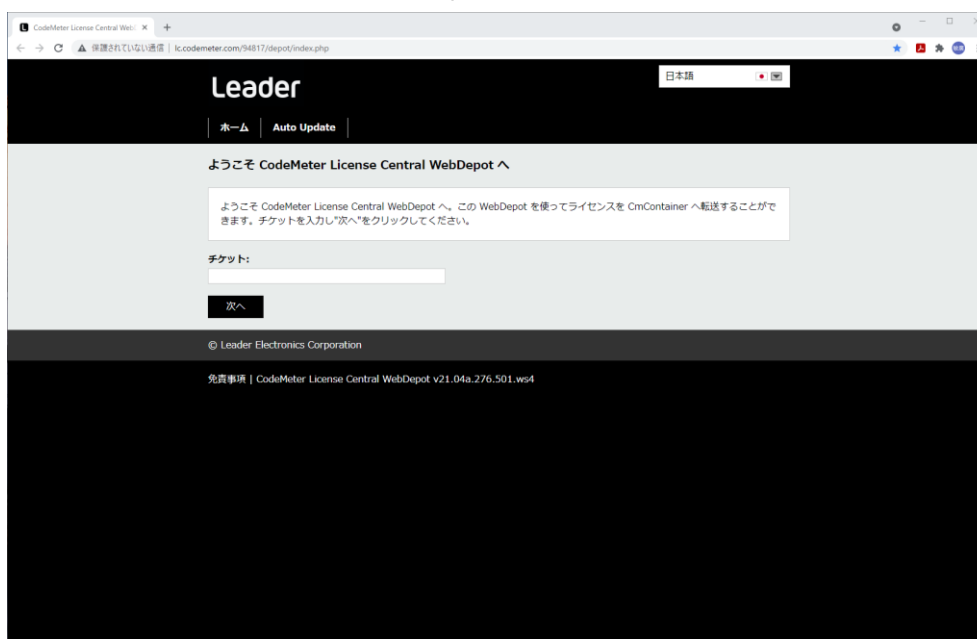 CodeMeter License Central Web
保護されていない通信 | lc.codemeter.com/94817/depot/index.php
Leader
日本語
ホーム Auto Update
ようこそ CodeMeter License Central WebDepot へ
ようこそ CodeMeter License Central WebDepot へ。この WebDepot を使ってライセンスを CmContainer へ転送することがで
きます。チケットを入力し"次へ"をクリックしてください。
チケット:
次へ
© Leader Electronics Corporation
免責事項 | CodeMeter License Central WebDepot v21.04a.276.501.ws4